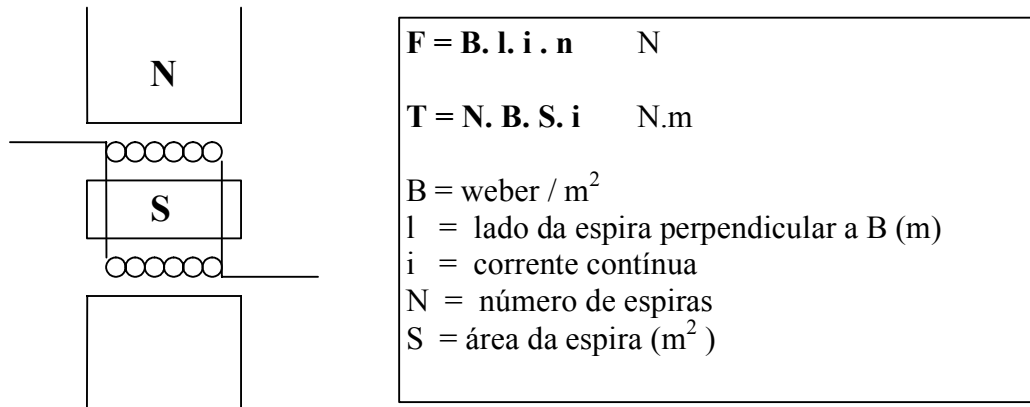 N
S
F = B. l. i . n N
T = N. B. S. i N.m
B = weber / m²
l = lado da espira perpendicular a B (m)
i = corrente contínua
N = número de espiras
S = área da espira (m² )